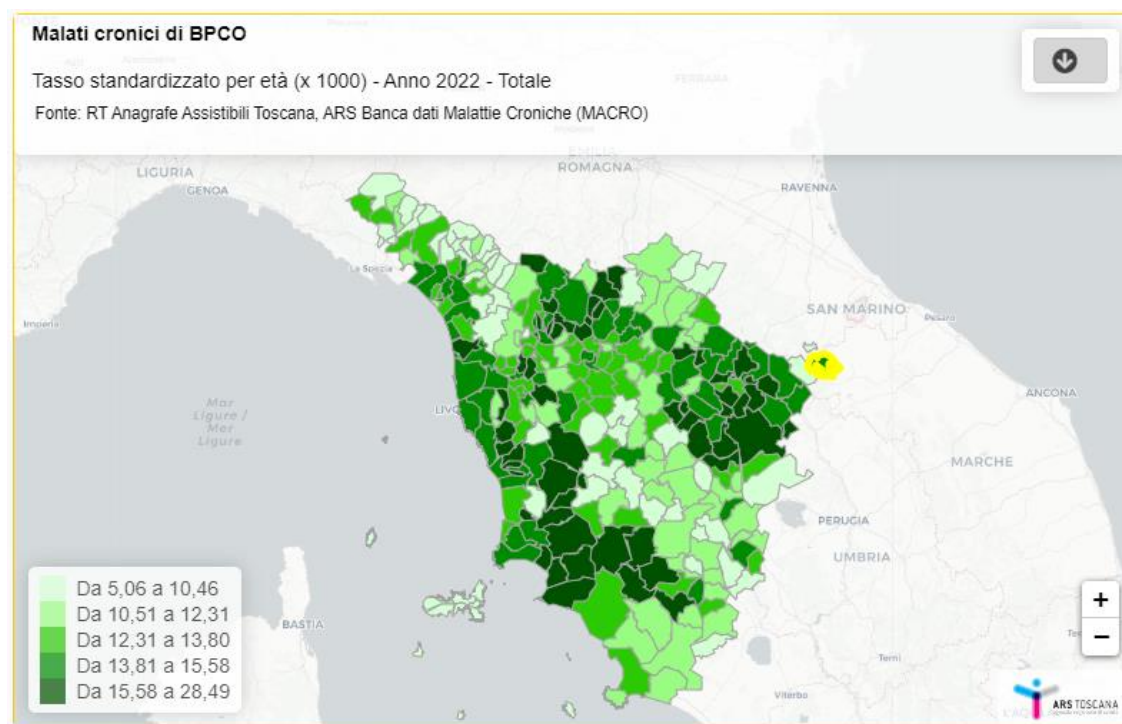 Malati cronici di BPCO
Tasso standardizzato per età (x 1000) - Anno 2022 - Totale
Fonte: RT Anagrafe Assistibili Toscana, ARS Banca dati Malattie Croniche (MACRO)
FERRARA
EMILIA
ROMAGNA
LIGURIA
GENOA
RAVENNA
La Spezia
SAN MARINO
Pesaro
Imperia
ANCONA
Mar
Ligure /
Mer
Ligure
LIVO
MARCHE
PERUGIA
UMBRIA
BASTIA
Terni
Viterbo
Da 5,06 a 10,46
Da 10,51 a 12,31
Da 12,31 a 13,80
Da 13,81 a 15,58
Da 15,58 a 28,49
+
−
ARS TOSCANA